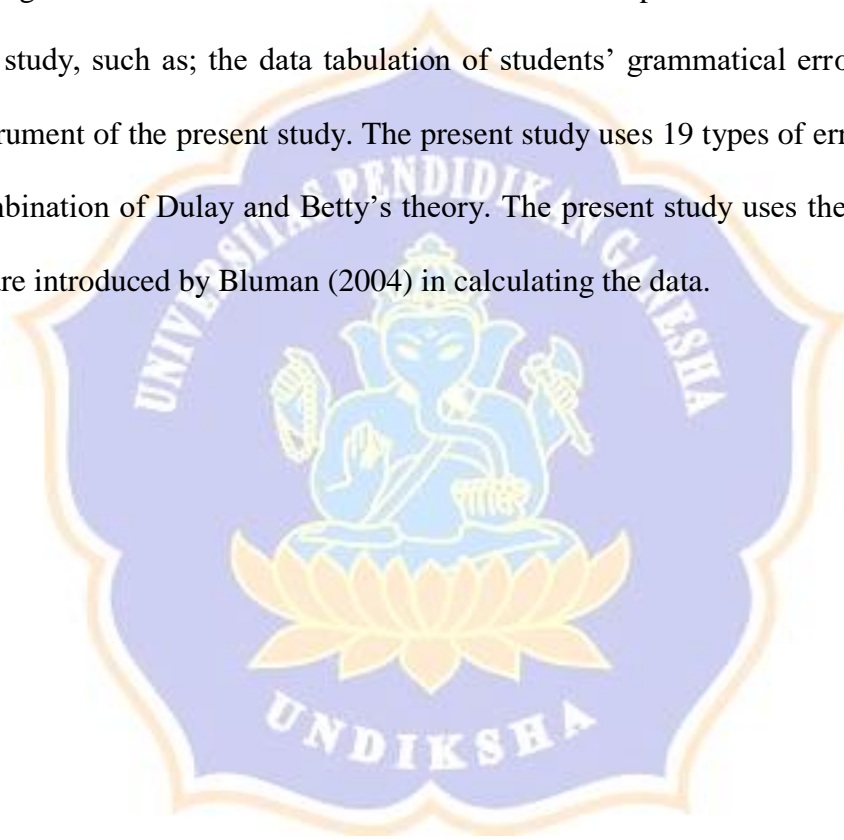 study, such as; the data tabulation of students’ grammatical erro
rument of the present study. The present study uses 19 types of err
nbination of Dulay and Betty’s theory. The present study uses the
are introduced by Bluman (2004) in calculating the data.
UNIVERSITAS PENDIDIKAN GANESHA
UNDIKSHA